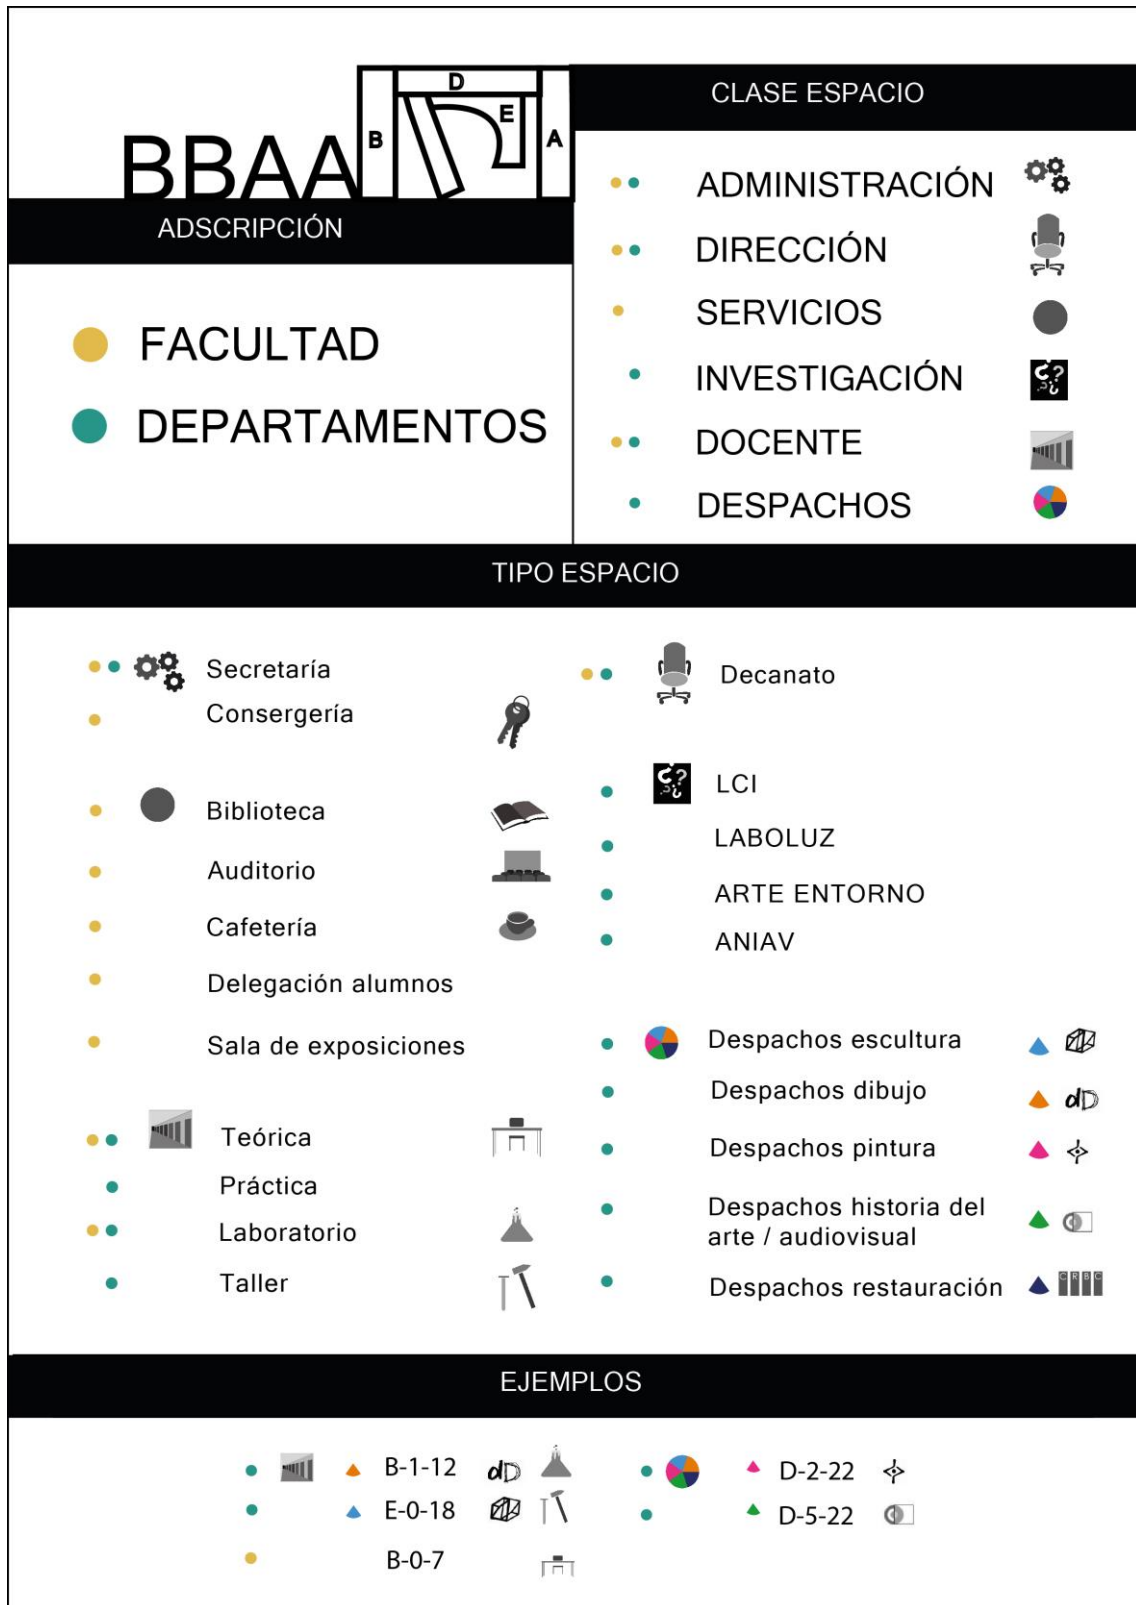 BBAA
B
D
E
A
ADSCRIPCIÓN
FACULTAD
DEPARTAMENTOS
CLASE ESPACIO
ADMINISTRACIÓN
DIRECCIÓN
SERVICIOS
INVESTIGACIÓN
DOCENTE
DESPACHOS
TIPO ESPACIO
Secretaría
Consergería
Biblioteca
Auditorio
Cafetería
Delegación alumnos
Sala de exposiciones
Teórica
Práctica
Laboratorio
Taller
Decanato
LCI
LABOLUZ
ARTE ENTORNO
ANIAV
Despachos escultura
Despachos dibujo
dD
Despachos pintura
Despachos historia del
arte / audiovisual
Despachos restauración
C R B C
EJEMPLOS
B-1-12 dD
E-0-18
B-0-7
D-2-22
D-5-22